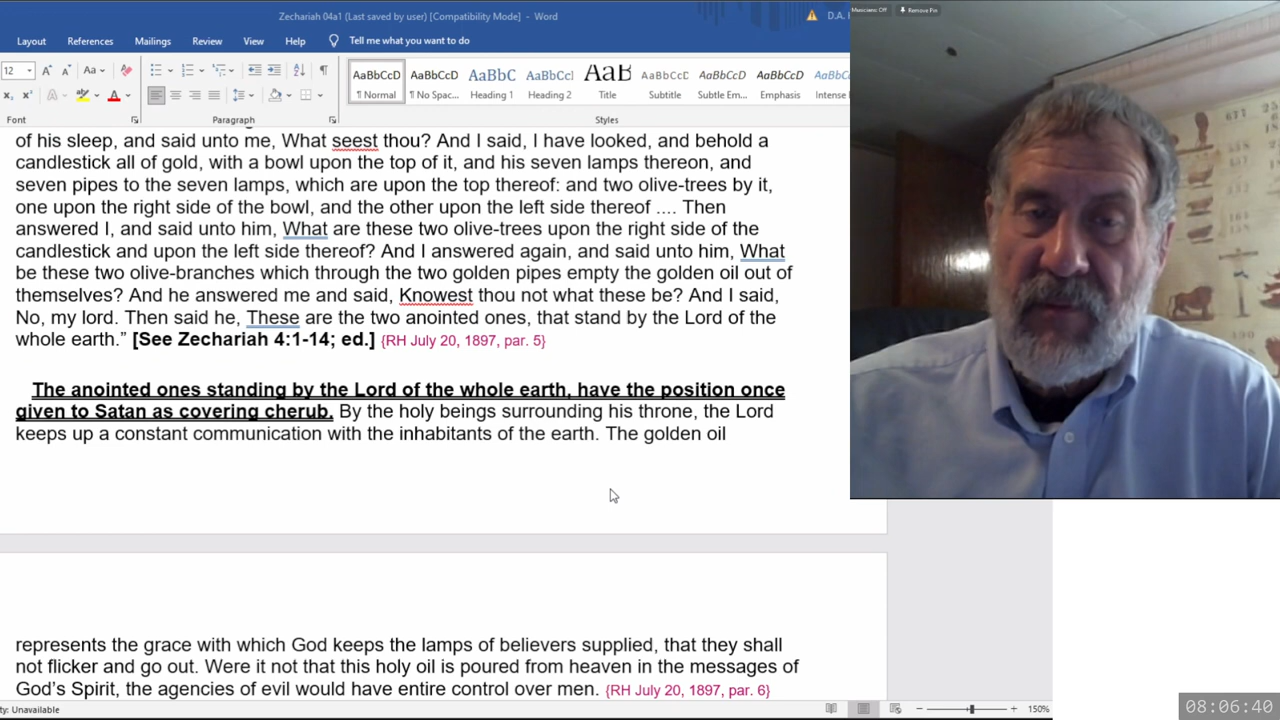 Zechariah 04a1 (Last saved by user) [Compatibility Mode] - Word
D.A.
Musicians: Off
Remove Pin
Layout References Mailings Review View Help Tell me what you want to do
12 Aa
AaBbCcD AaBbCcD AaBbC AaBbCcl AaB AaBbCcD AaBbCcD AaBbCcD AaBbCc
¶ Normal ¶ No Spac... Heading 1 Heading 2 Title Subtitle Subtle Em... Emphasis Intense
Font Paragraph Styles
of his sleep, and said unto me, What seest thou? And I said, I have looked, and behold a
candlestick all of gold, with a bowl upon the top of it, and his seven lamps thereon, and
seven pipes to the seven lamps, which are upon the top thereof: and two olive-trees by it,
one upon the right side of the bowl, and the other upon the left side thereof .... Then
answered I, and said unto him, What are these two olive-trees upon the right side of the
candlestick and upon the left side thereof? And I answered again, and said unto him, What
be these two olive-branches which through the two golden pipes empty the golden oil out of
themselves? And he answered me and said, Knowest thou not what these be? And I said,
No, my lord. Then said he, These are the two anointed ones, that stand by the Lord of the
whole earth.” [See Zechariah 4:1-14; ed.] {RH July 20, 1897, par. 5}
The anointed ones standing by the Lord of the whole earth, have the position once
given to Satan as covering cherub. By the holy beings surrounding his throne, the Lord
keeps up a constant communication with the inhabitants of the earth. The golden oil
represents the grace with which God keeps the lamps of believers supplied, that they shall
not flicker and go out. Were it not that this holy oil is poured from heaven in the messages of
God’s Spirit, the agencies of evil would have entire control over men. {RH July 20, 1897, par. 6}
ty: Unavailable
150%
08:06:40